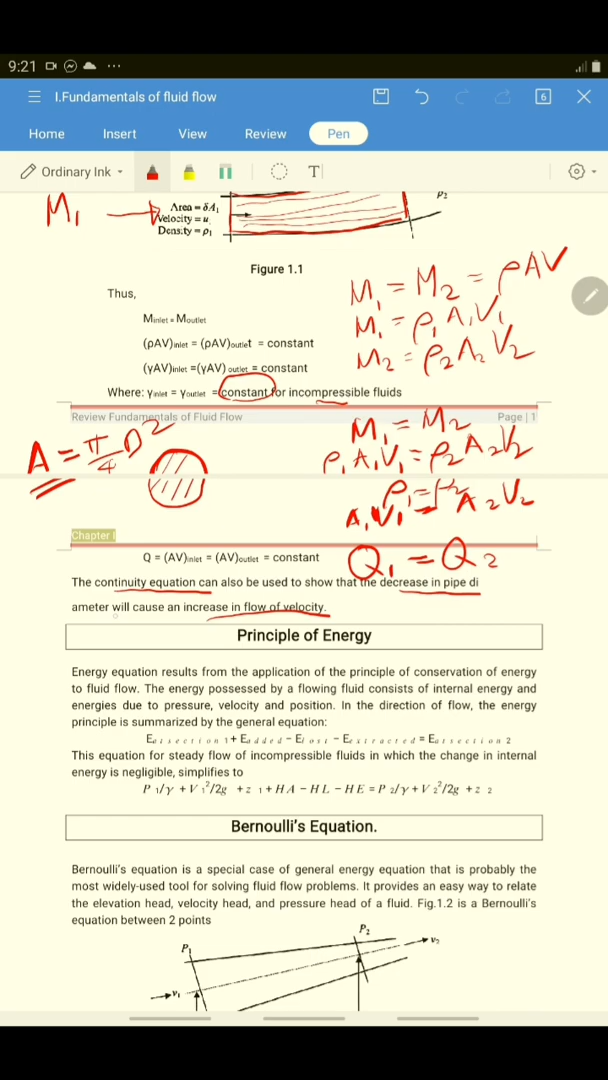 9:21
I.Fundamentals of fluid flow
6
Home Insert View Review Pen
Ordinary Ink T
M₁
P₂
Area = δA₁
Velocity = u
Density = ρ₁
Figure 1.1
M₁ = M₂ = ρAV
Thus,
M₁ = ρ₁A₁V₁
Minlet = Moutlet
M₂ = ρ₂A₂V₂
(ρAV)inlet = (ρAV)outlet = constant
(γAV)inlet =(γAV) outlet = constant
Where: γinlet = γoutlet = constant for incompressible fluids
Review Fundamentals of Fluid Flow Page | 1
M₁ = M₂
A = π/4 D²
ρ₁A₁V₁ = ρ₂A₂V₂
ρ₁ = ρ₂
A₁V₁ = A₂V₂
Chapter I
Q = (AV)inlet = (AV)outlet = constant
Q₁ = Q₂
The continuity equation can also be used to show that the decrease in pipe di
ameter will cause an increase in flow of velocity.
Principle of Energy
Energy equation results from the application of the principle of conservation of energy
to fluid flow. The energy possessed by a flowing fluid consists of internal energy and
energies due to pressure, velocity and position. In the direction of flow, the energy
principle is summarized by the general equation:
Eat section 1 + Eadded − Elost − Eextracted = Eat section 2
This equation for steady flow of incompressible fluids in which the change in internal
energy is negligible, simplifies to
P 1/γ + V 1²/2g + z 1 + HA − HL − HE = P 2/γ + V 2²/2g + z 2
Bernoulli's Equation.
Bernoulli's equation is a special case of general energy equation that is probably the
most widely-used tool for solving fluid flow problems. It provides an easy way to relate
the elevation head, velocity head, and pressure head of a fluid. Fig.1.2 is a Bernoulli's
equation between 2 points
P₂
P₁
v₂
v₁